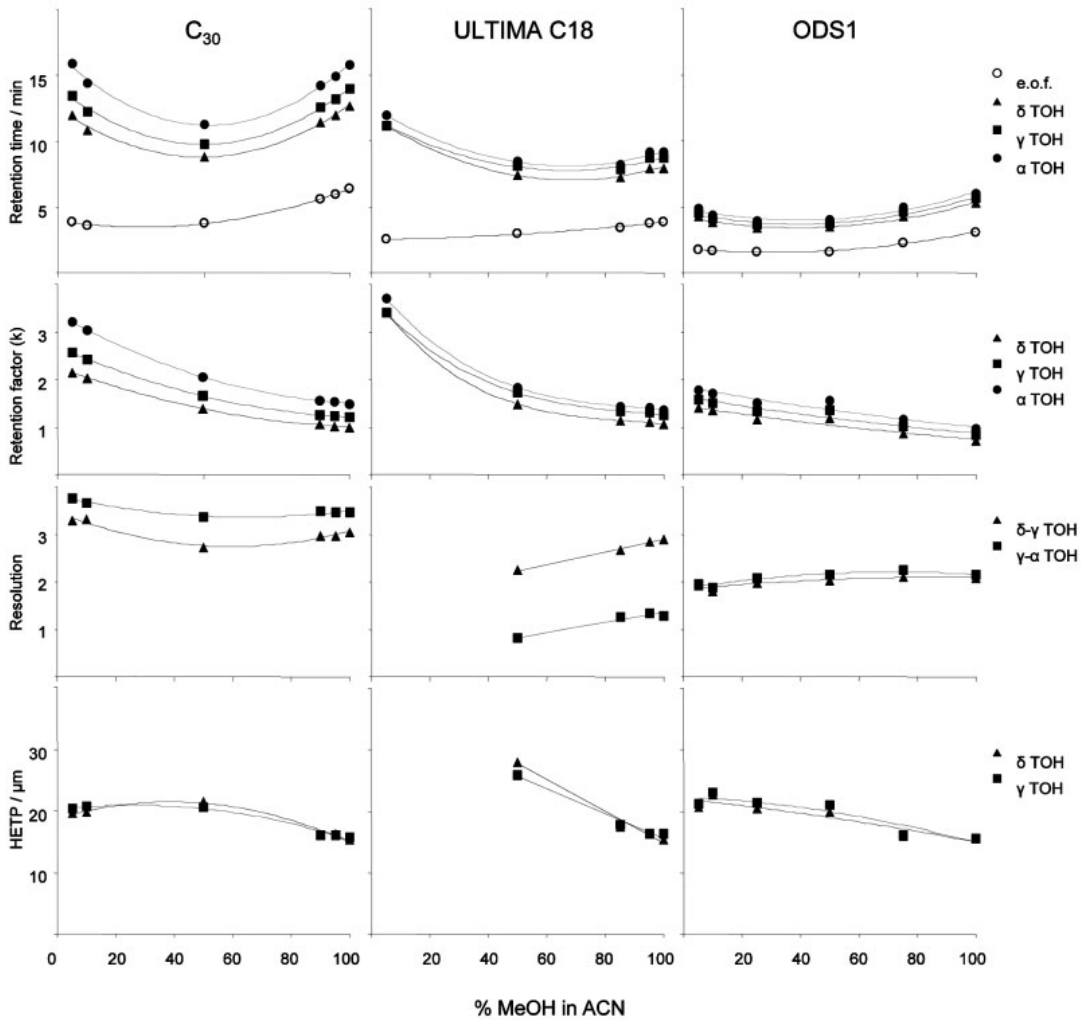 C30
ULTIMA C18
ODS1
Retention time / min
15
10
5
e.o.f.
δ TOH
γ TOH
α TOH
Retention factor (k)
3
2
1
δ TOH
γ TOH
α TOH
Resolution
3
2
1
δ-γ TOH
γ-α TOH
HETP / µm
30
20
10
δ TOH
γ TOH
0 20 40 60 80 100
20 40 60 80 100
20 40 60 80 100
% MeOH in ACN